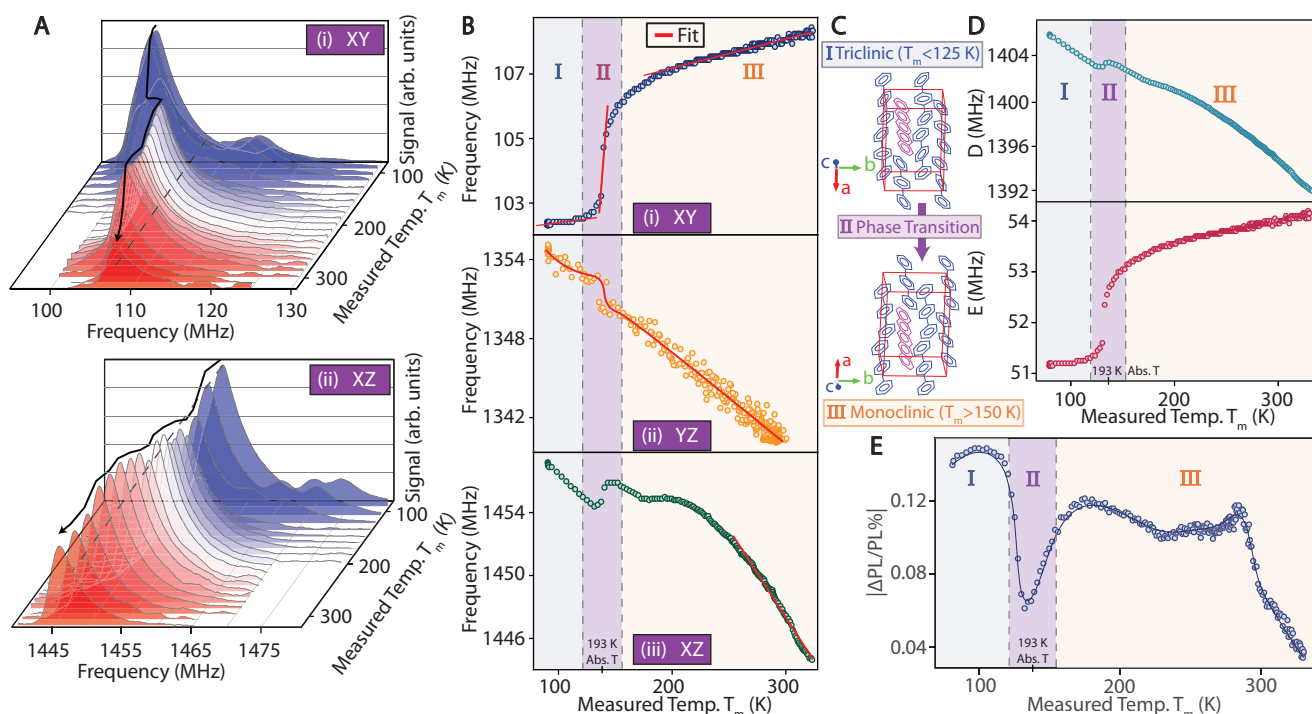 A
(i) XY
Signal (arb. units)
100
200
300
Measured Temp. T_m (K)
100
110
120
130
Frequency (MHz)
(ii) XZ
Signal (arb. units)
100
200
300
Measured Temp. T_m (K)
1445
1455
1465
1475
Frequency (MHz)
B
Fit
I
II
III
107
105
103
Frequency (MHz)
(i) XY
1354
1348
1342
Frequency (MHz)
(ii) YZ
1454
1450
1446
Frequency (MHz)
193 K
Abs. T
(iii) XZ
100
200
300
Measured Temp. T_m (K)
C
I Triclinic (T_m<125 K)
c
b
a
II Phase Transition
a
c
b
III Monoclinic (T_m>150 K)
D
1404
1400
1396
1392
D (MHz)
I
II
III
54
53
52
51
E (MHz)
193 K Abs. T
100
200
300
Measured Temp. T_m (K)
E
I
II
III
0.12
0.08
0.04
|ΔPL/PL%|
193 K
Abs. T
100
200
300
Measured Temp. T_m (K)